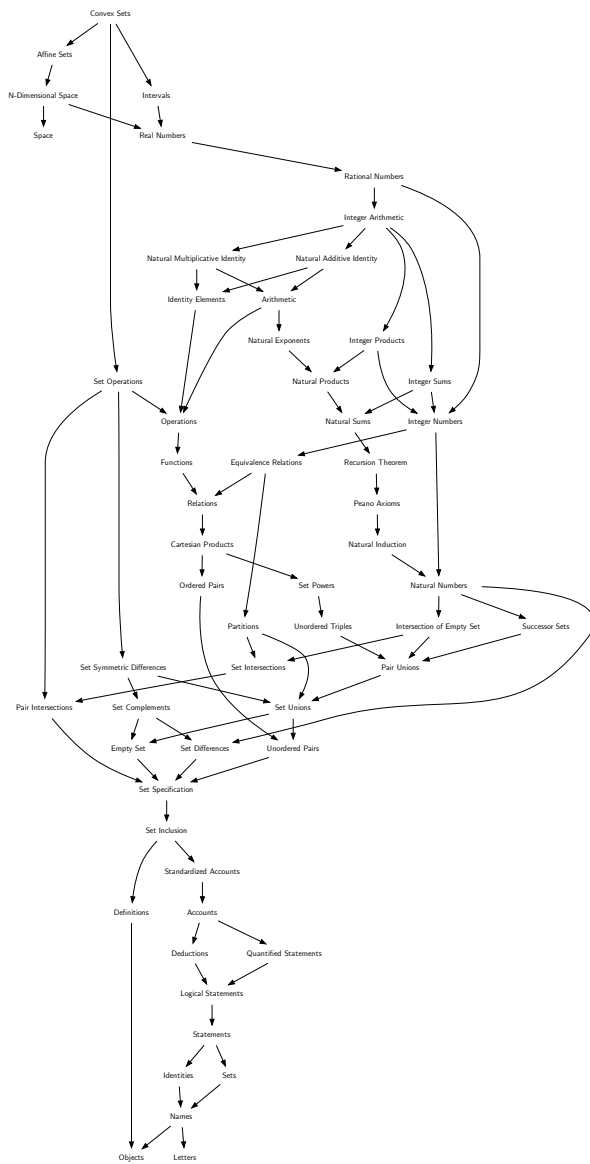 Convex Sets
Affine Sets
N-Dimensional Space
Intervals
Space
Real Numbers
Rational Numbers
Integer Arithmetic
Natural Multiplicative Identity
Natural Additive Identity
Identity Elements
Arithmetic
Natural Exponents
Integer Products
Set Operations
Natural Products
Integer Sums
Operations
Natural Sums
Integer Numbers
Functions
Equivalence Relations
Recursion Theorem
Relations
Peano Axioms
Cartesian Products
Natural Induction
Ordered Pairs
Set Powers
Natural Numbers
Partitions
Unordered Triples
Intersection of Empty Set
Successor Sets
Set Symmetric Differences
Set Intersections
Pair Unions
Pair Intersections
Set Complements
Set Unions
Empty Set
Set Differences
Unordered Pairs
Set Specification
Set Inclusion
Standardized Accounts
Definitions
Accounts
Deductions
Quantified Statements
Logical Statements
Statements
Identities
Sets
Names
Objects
Letters